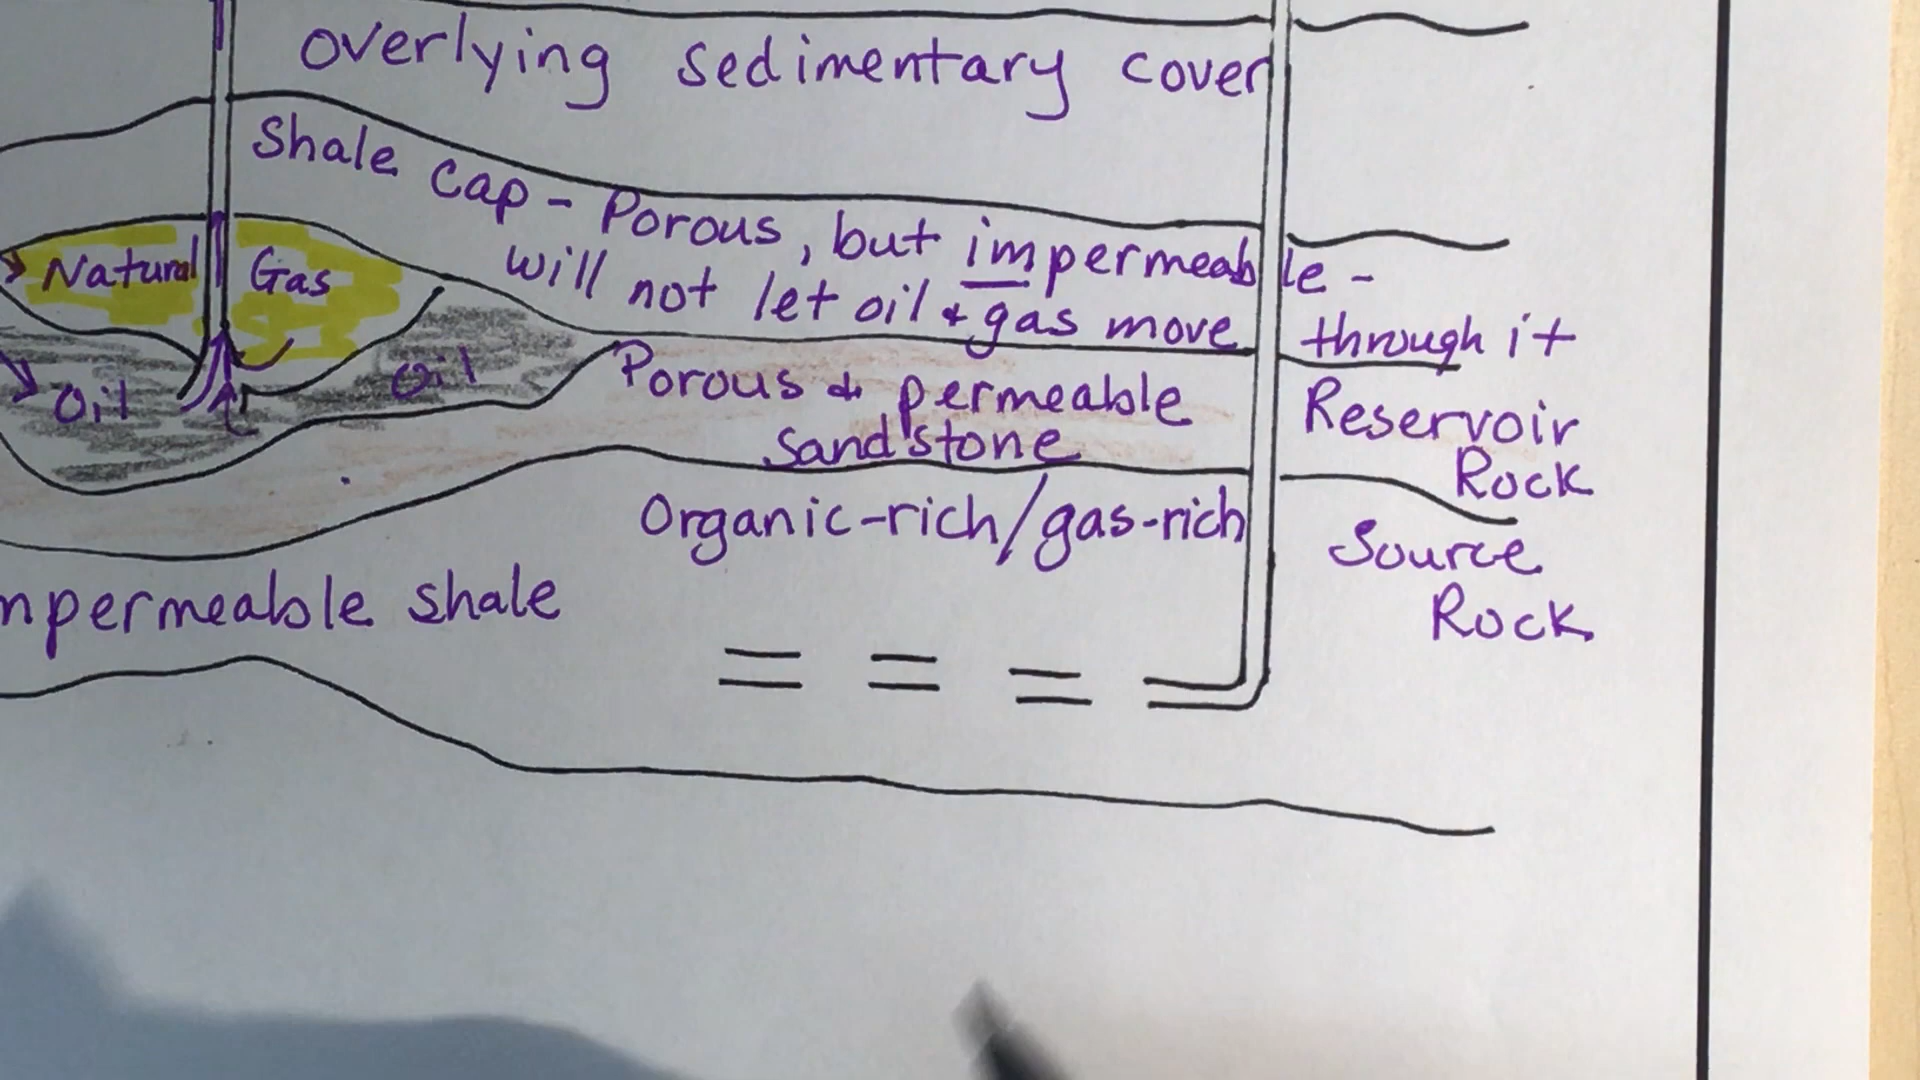 overlying sedimentary cover
Shale cap - Porous, but impermeable -
will not let oil & gas move through it
Natural Gas
Oil
Oil
Porous & permeable
Sandstone
Reservoir
Rock
Organic-rich/gas-rich
Source
Rock
npermeable shale